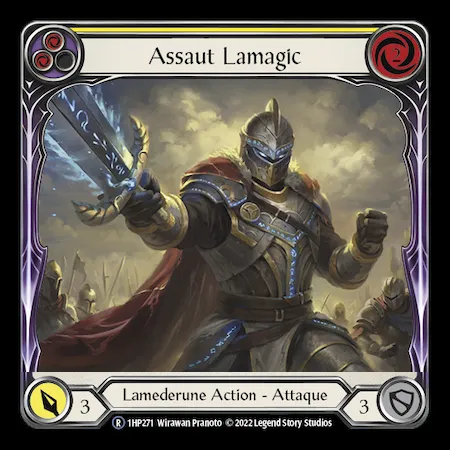 Assaut Lamagic
3
Lamederune Action - Attaque
3
R 1HP271 Wirawan Pranoto © 2022 Legend Story Studios